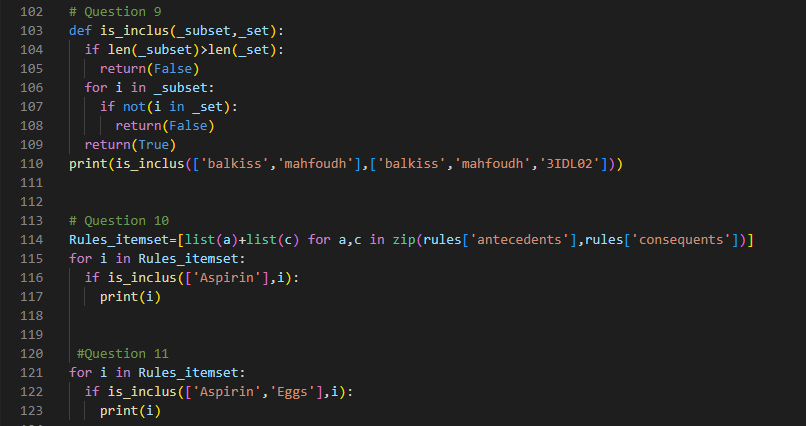 102 # Question 9
103 def is_inclus(_subset,_set):
104   if len(_subset)>len(_set):
105     return(False)
106   for i in _subset:
107     if not(i in _set):
108       return(False)
109   return(True)
110 print(is_inclus(['balkiss','mahfoudh'],['balkiss','mahfoudh','3IDL02']))
111
112
113 # Question 10
114 Rules_itemset=[list(a)+list(c) for a,c in zip(rules['antecedents'],rules['consequents'])]
115 for i in Rules_itemset:
116   if is_inclus(['Aspirin'],i):
117     print(i)
118
119
120  #Question 11
121 for i in Rules_itemset:
122   if is_inclus(['Aspirin','Eggs'],i):
123     print(i)